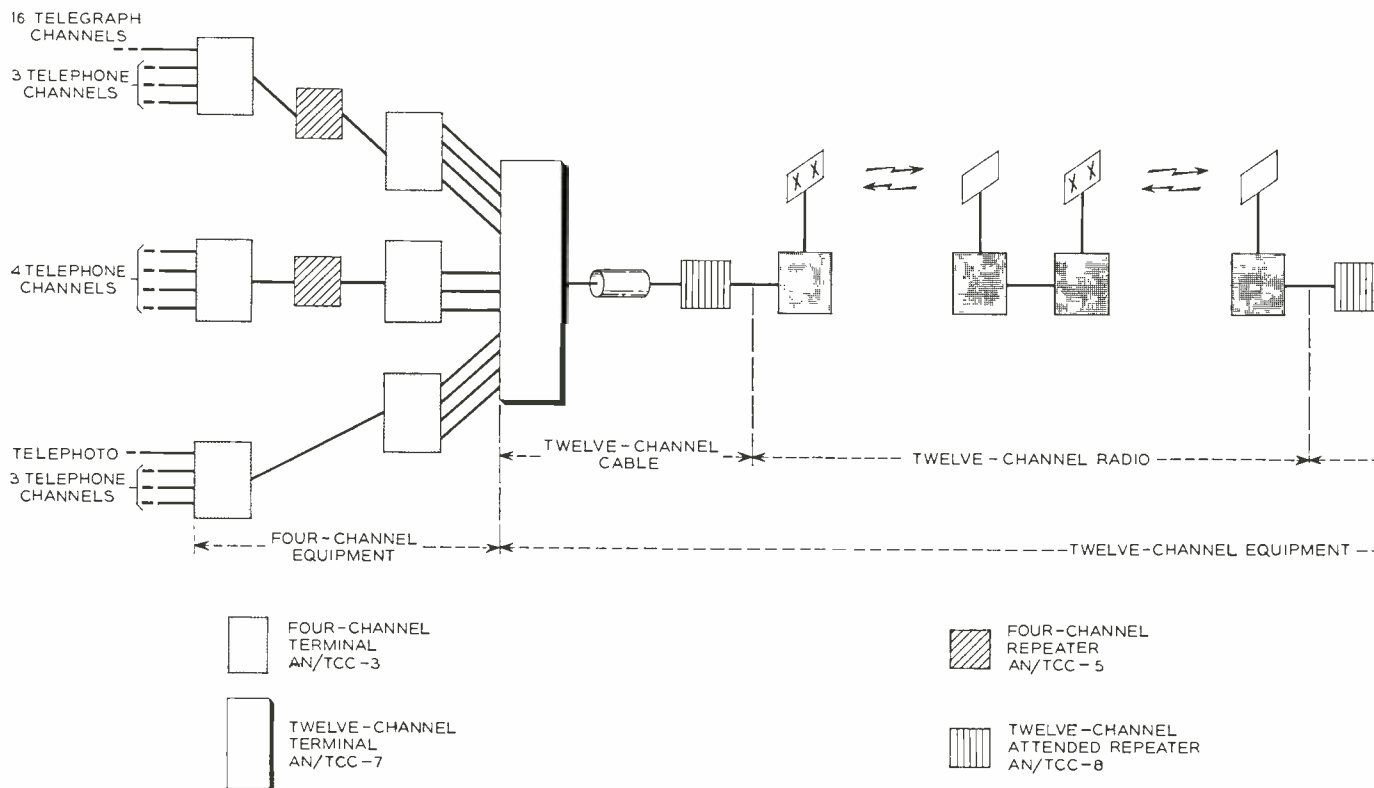 16 TELEGRAPH
CHANNELS
3 TELEPHONE
CHANNELS
4 TELEPHONE
CHANNELS
TELEPHOTO
3 TELEPHONE
CHANNELS
X X
X X
TWELVE-CHANNEL
CABLE
TWELVE-CHANNEL RADIO
FOUR-CHANNEL
EQUIPMENT
TWELVE-CHANNEL EQUIPMENT
FOUR-CHANNEL
TERMINAL
AN/TCC-3
FOUR-CHANNEL
REPEATER
AN/TCC-5
TWELVE-CHANNEL
TERMINAL
AN/TCC-7
TWELVE-CHANNEL
ATTENDED REPEATER
AN/TCC-8